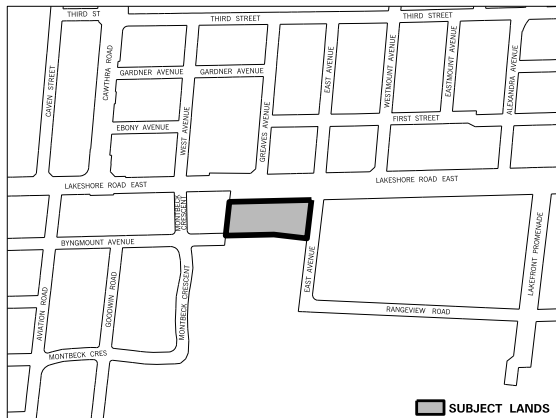 THIRD ST
THIRD STREET
THIRD STREET
CAVEN STREET
CAWTHRA ROAD
GARDNER AVENUE
GARDNER AVENUE
EAST AVENUE
WESTMOUNT AVENUE
EASTMOUNT AVENUE
ALEXANDRA AVENUE
EBONY AVENUE
WEST AVENUE
GREAVES AVENUE
FIRST STREET
LAKESHORE ROAD EAST
LAKESHORE ROAD EAST
MONTBECK
CRESCENT
BYNGMOUNT AVENUE
AVIATION ROAD
GOODWIN ROAD
MONTBECK CRESCENT
EAST AVENUE
LAKEFRONT PROMENADE
RANGEVIEW ROAD
MONTBECK CRES
SUBJECT LANDS